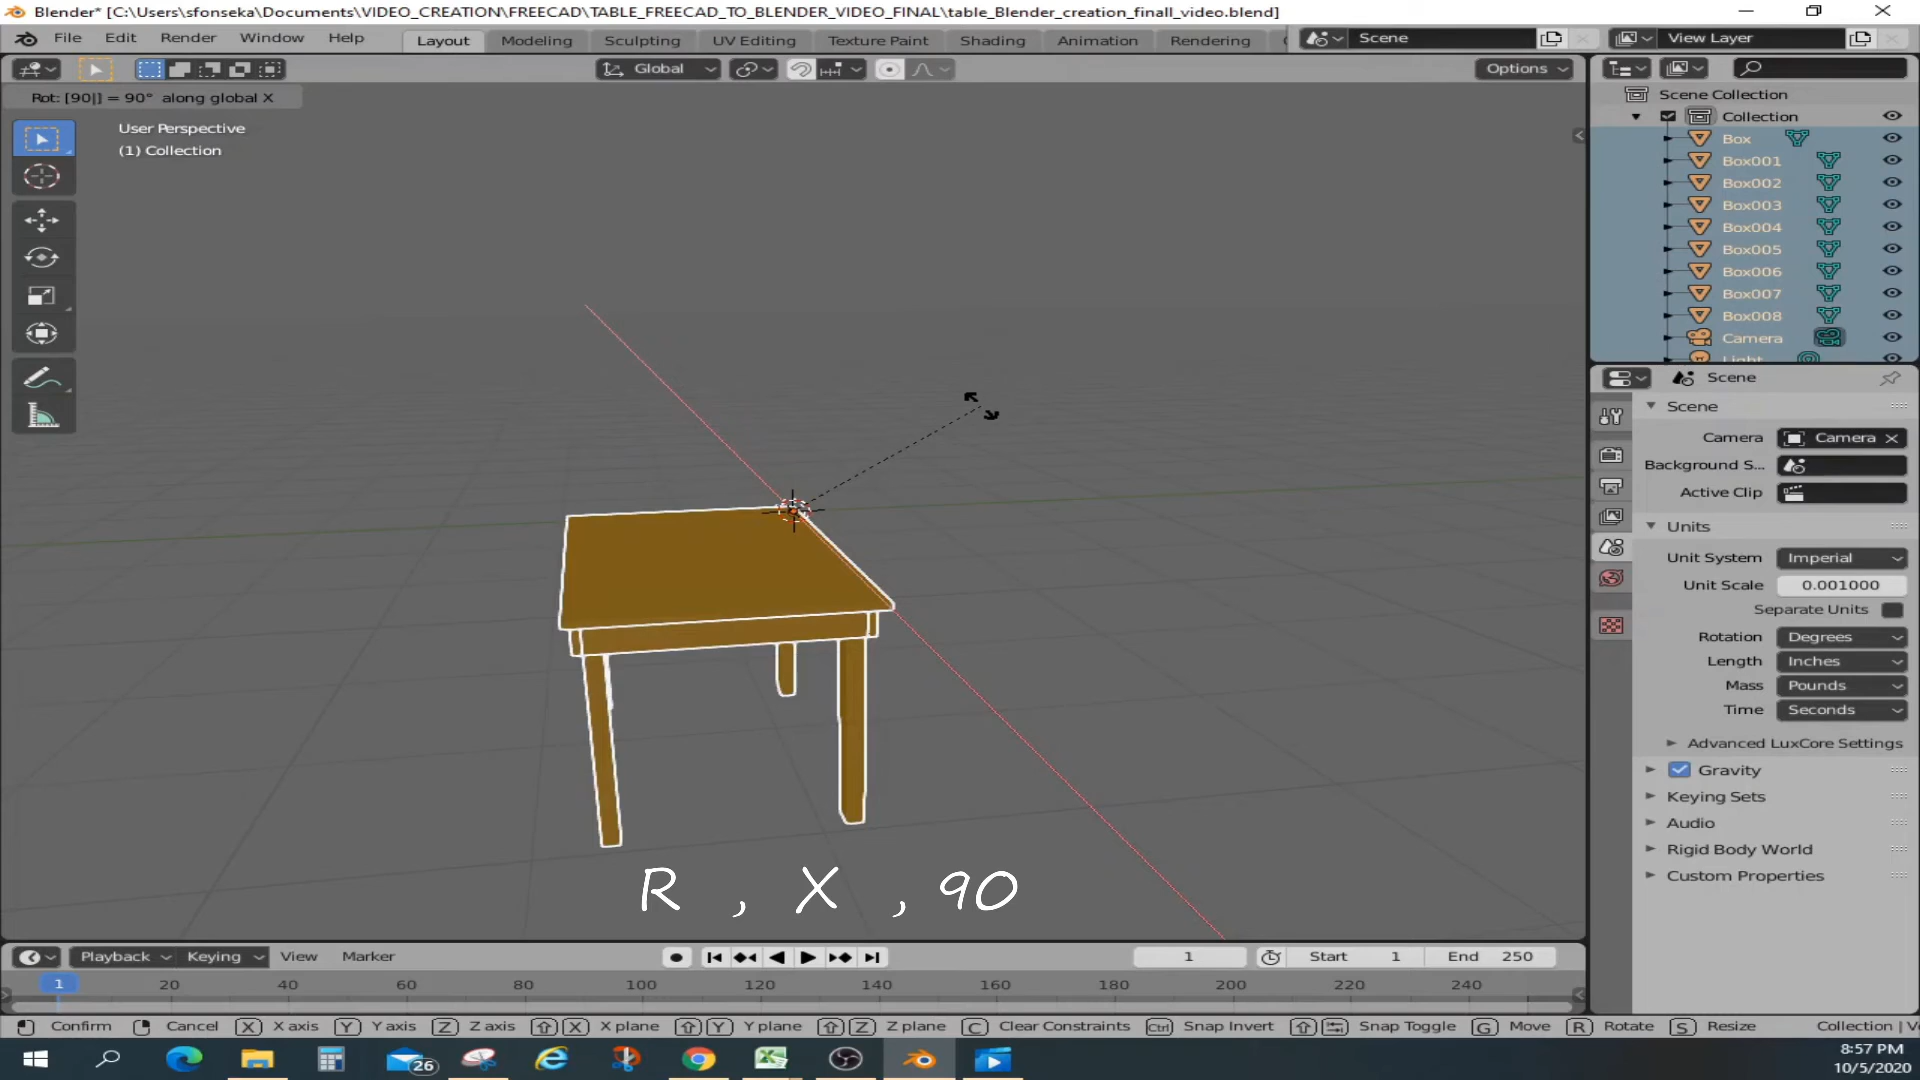 Blender* [C:\Users\sfonseka\Documents\VIDEO_CREATION\FREECAD\TABLE_FREECAD_TO_BLENDER_VIDEO_FINAL\table_Blender_creation_finall_video.blend]
File Edit Render Window Help Layout Modeling Sculpting UV Editing Texture Paint Shading Animation Rendering Scene View Layer
Global Options
Rot: [90|] = 90° along global X
User Perspective
(1) Collection
Scene Collection
Collection
Box
Box001
Box002
Box003
Box004
Box005
Box006
Box007
Box008
Camera
Light
Scene
Scene
Camera Camera
Background S...
Active Clip
Units
Unit System Imperial
Unit Scale 0.001000
Separate Units
Rotation Degrees
Length Inches
Mass Pounds
Time Seconds
Advanced LuxCore Settings
Gravity
Keying Sets
Audio
Rigid Body World
Custom Properties
R , X , 90
Playback Keying View Marker 1 Start 1 End 250
1 20 40 60 80 100 120 140 160 180 200 220 240
Confirm Cancel X X axis Y Y axis Z Z axis X X plane Y Y plane Z Z plane C Clear Constraints Ctrl Snap Invert Snap Toggle G Move R Rotate S Resize Collection | V
26
8:57 PM
10/5/2020